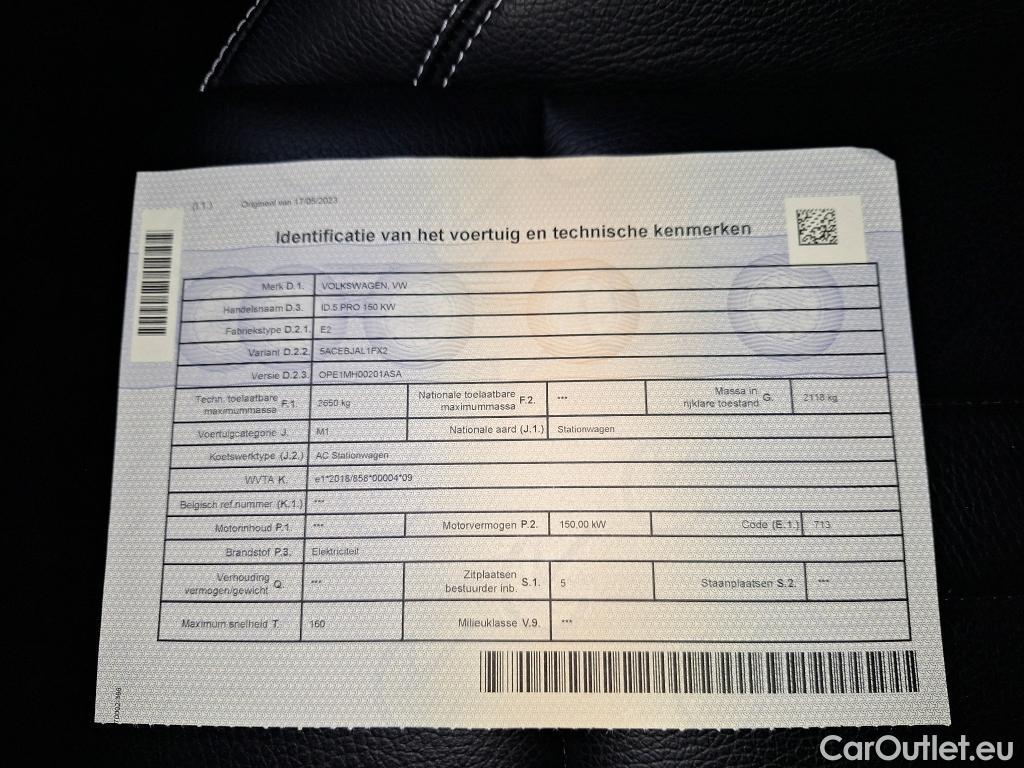 (I.1.) Origineel van 17/05/2023
Identificatie van het voertuig en technische kenmerken
Merk D.1. VOLKSWAGEN, VW
Handelsnaam D.3. ID.5 PRO 150 KW
Fabriekstype D.2.1. E2
Variant D.2.2. 5ACEBJAL1FX2
Versie D.2.3. OPE1MH00201ASA
Techn. toelaatbare maximummassa F.1. 2650 kg Nationale toelaatbare maximummassa F.2. *** Massa in rijklare toestand G. 2118 kg
Voertuigcategorie J. M1 Nationale aard (J.1.) Stationwagen
Koetswerktype (J.2.) AC Stationwagen
WVTA K. e1*2018/858*00004*09
Belgisch ref.nummer (K.1.) ***
Motorinhoud P.1. *** Motorvermogen P.2. 150,00 kW Code (E.1.) 713
Brandstof P.3. Elektriciteit
Verhouding vermogen/gewicht Q. *** Zitplaatsen bestuurder inb. S.1. 5 Staanplaatsen S.2. ***
Maximum snelheid T. 160 Milieuklasse V.9. ***
CarOutlet.eu